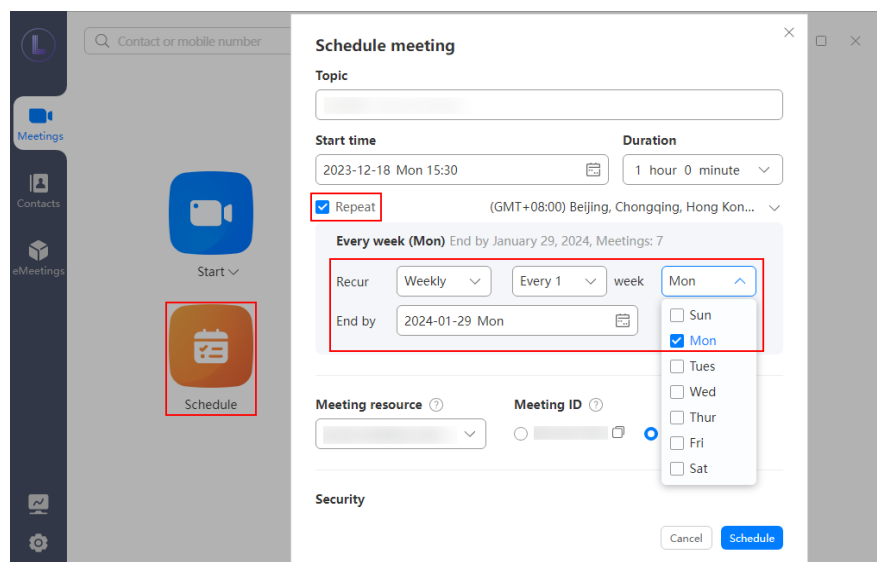 L
Contact or mobile number
Meetings
Contacts
eMeetings
Start
Schedule
Schedule meeting
Topic
Start time Duration
2023-12-18 Mon 15:30 1 hour 0 minute
Repeat (GMT+08:00) Beijing, Chongqing, Hong Kon...
Every week (Mon) End by January 29, 2024, Meetings: 7
Recur Weekly Every 1 week Mon
End by 2024-01-29 Mon
Sun
Mon
Tues
Wed
Thur
Fri
Sat
Meeting resource ? Meeting ID ?
Security
Cancel Schedule